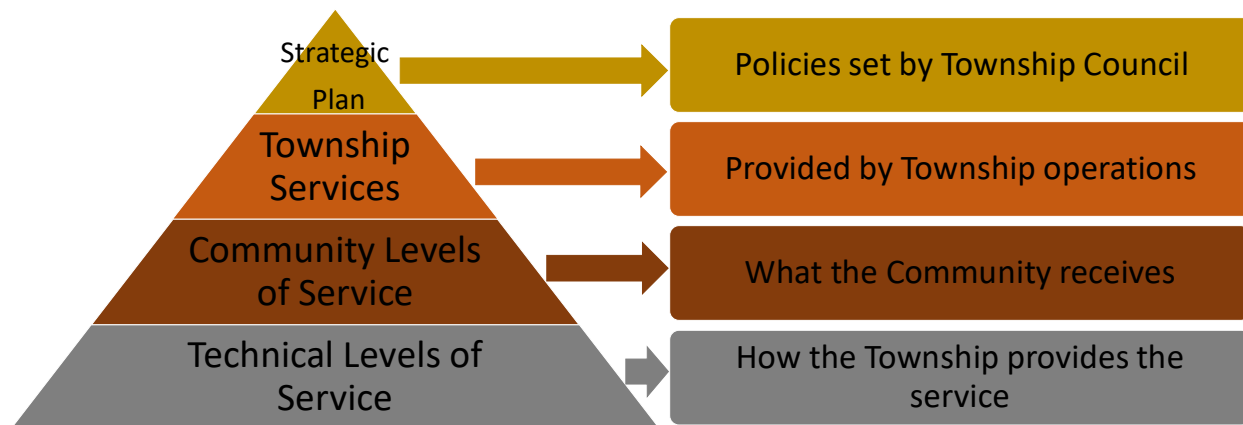 Strategic
Plan
Policies set by Township Council
Township
Services
Provided by Township operations
Community Levels
of Service
What the Community receives
Technical Levels of
Service
How the Township provides the
service